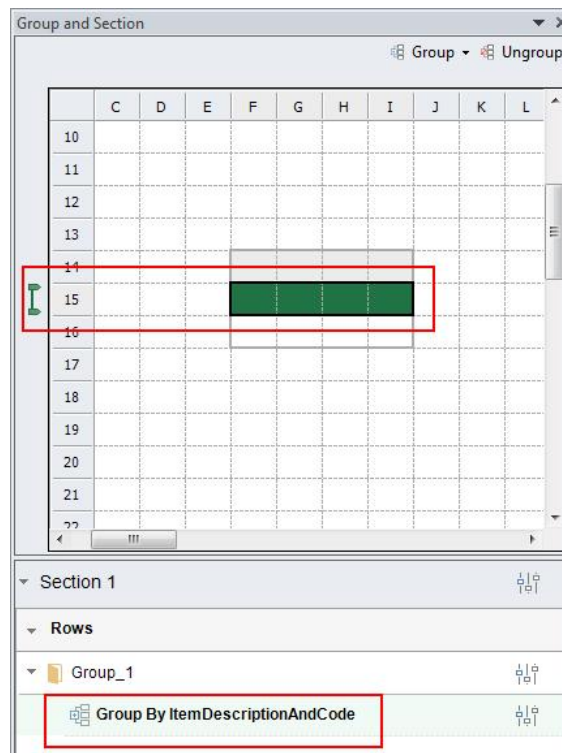 Group and Section
Group Ungroup
C D E F G H I J K L
10
11
12
13
14
15
16
17
18
19
20
21
22
Section 1
Rows
Group_1
Group By ItemDescriptionAndCode